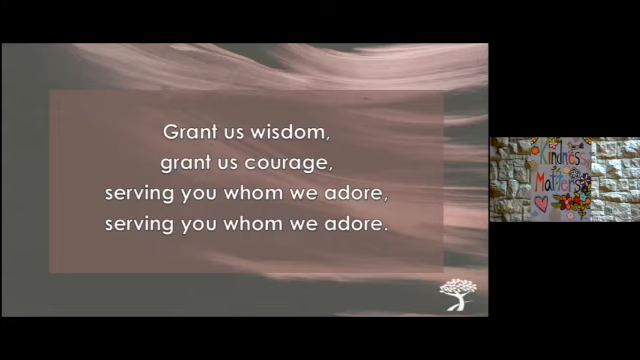 Grant us wisdom,
grant us courage,
serving you whom we adore,
serving you whom we adore.
Kindness
Matters